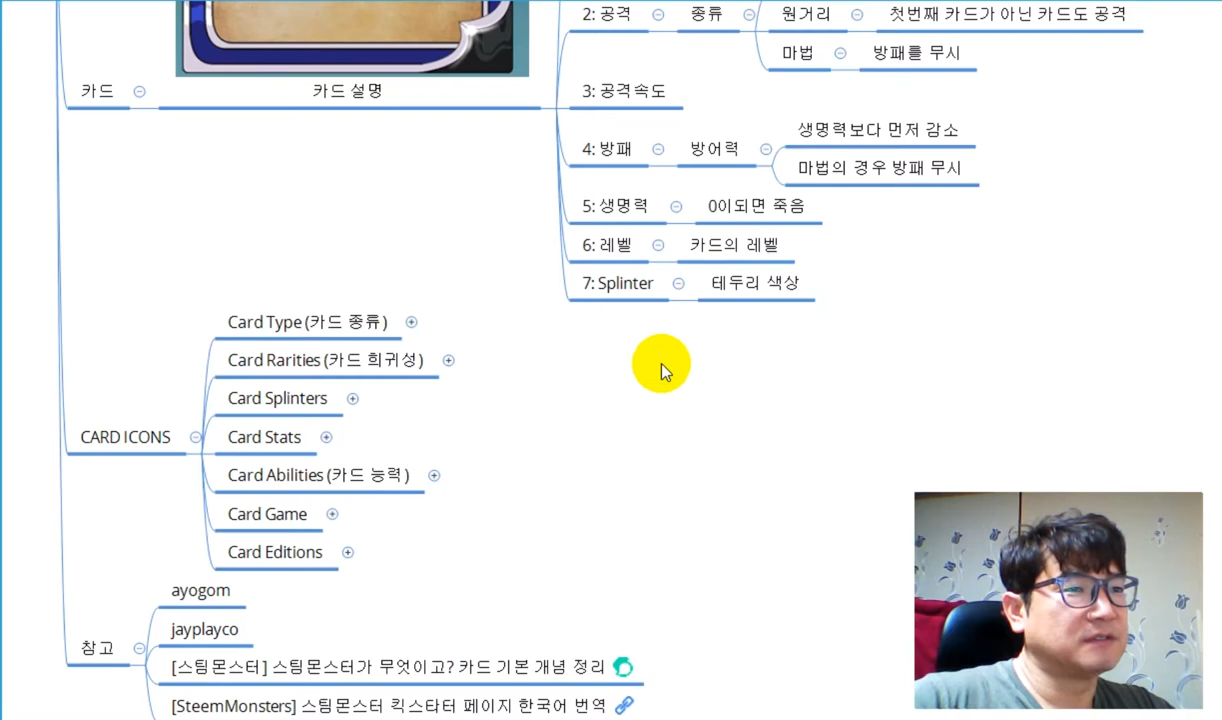 2: 공격
종류
원거리
첫번째 카드가 아닌 카드도 공격
마법
방패를 무시
카드
카드 설명
3: 공격속도
4: 방패
방어력
생명력보다 먼저 감소
마법의 경우 방패 무시
5: 생명력
0이되면 죽음
6: 레벨
카드의 레벨
7: Splinter
테두리 색상
CARD ICONS
Card Type (카드 종류)
Card Rarities (카드 희귀성)
Card Splinters
Card Stats
Card Abilities (카드 능력)
Card Game
Card Editions
참고
ayogom
jayplayco
[스팀몬스터] 스팀몬스터가 무엇이고? 카드 기본 개념 정리
[SteemMonsters] 스팀몬스터 킥스타터 페이지 한국어 번역